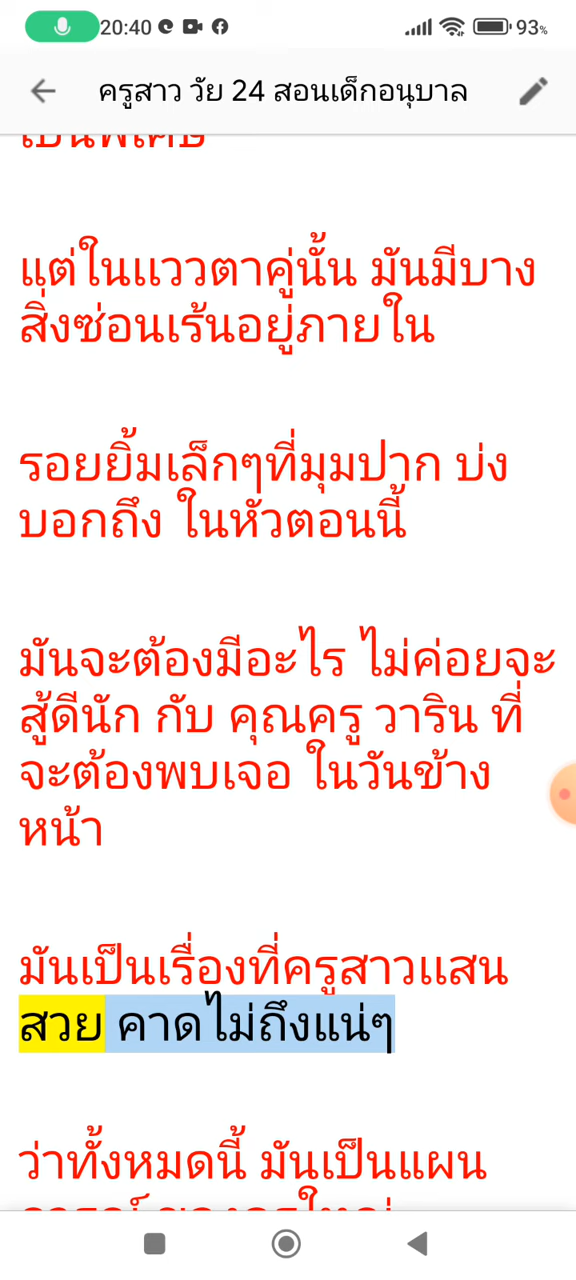 20:40
93%
ครูสาว วัย 24 สอนเด็กอนุบาล
เป็นพิเศษ
แต่ในแววตาคู่นั้น มันมีบาง
สิ่งซ่อนเร้นอยู่ภายใน
รอยยิ้มเล็กๆที่มุมปาก บ่ง
บอกถึง ในหัวตอนนี้
มันจะต้องมีอะไร ไม่ค่อยจะ
สู้ดีนัก กับ คุณครู วาริน ที่
จะต้องพบเจอ ในวันข้าง
หน้า
มันเป็นเรื่องที่ครูสาวแสน
สวย คาดไม่ถึงแน่ๆ
ว่าทั้งหมดนี้ มันเป็นแผน